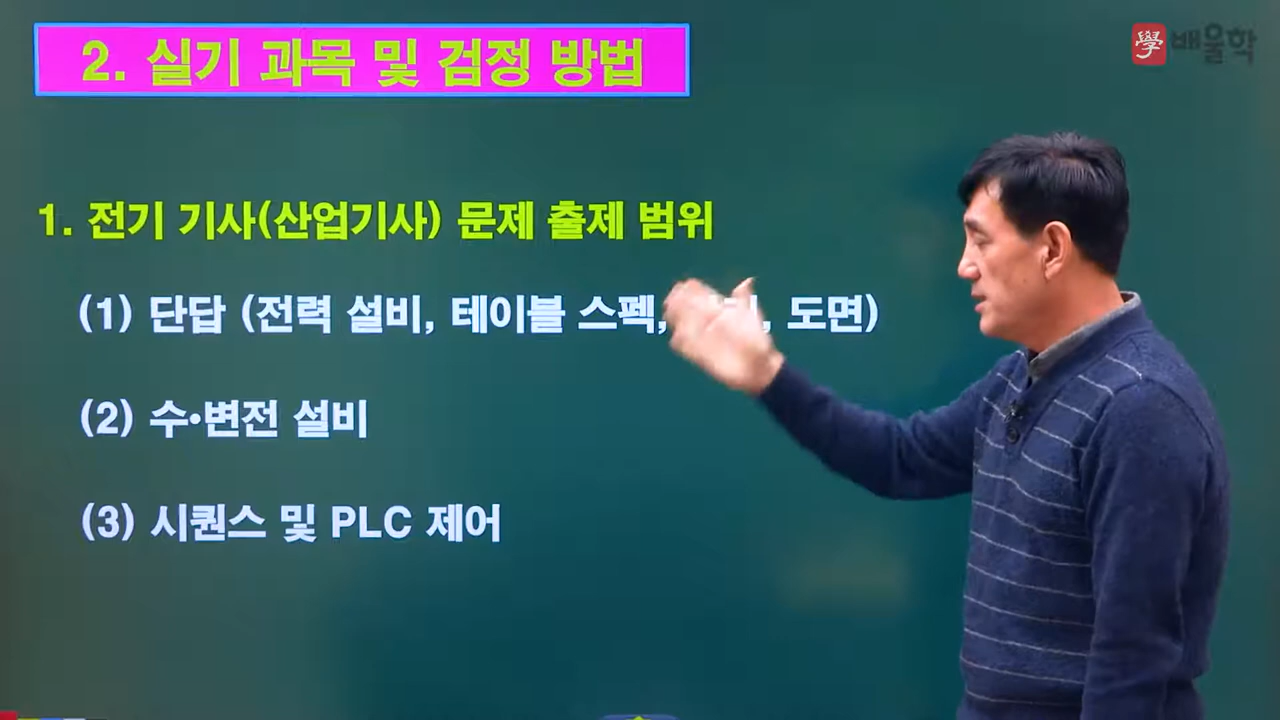 2. 실기 과목 및 검정 방법
學 배울학
1. 전기 기사(산업기사) 문제 출제 범위
(1) 단답 (전력 설비, 테이블 스펙, , 도면)
(2) 수•변전 설비
(3) 시퀀스 및 PLC 제어